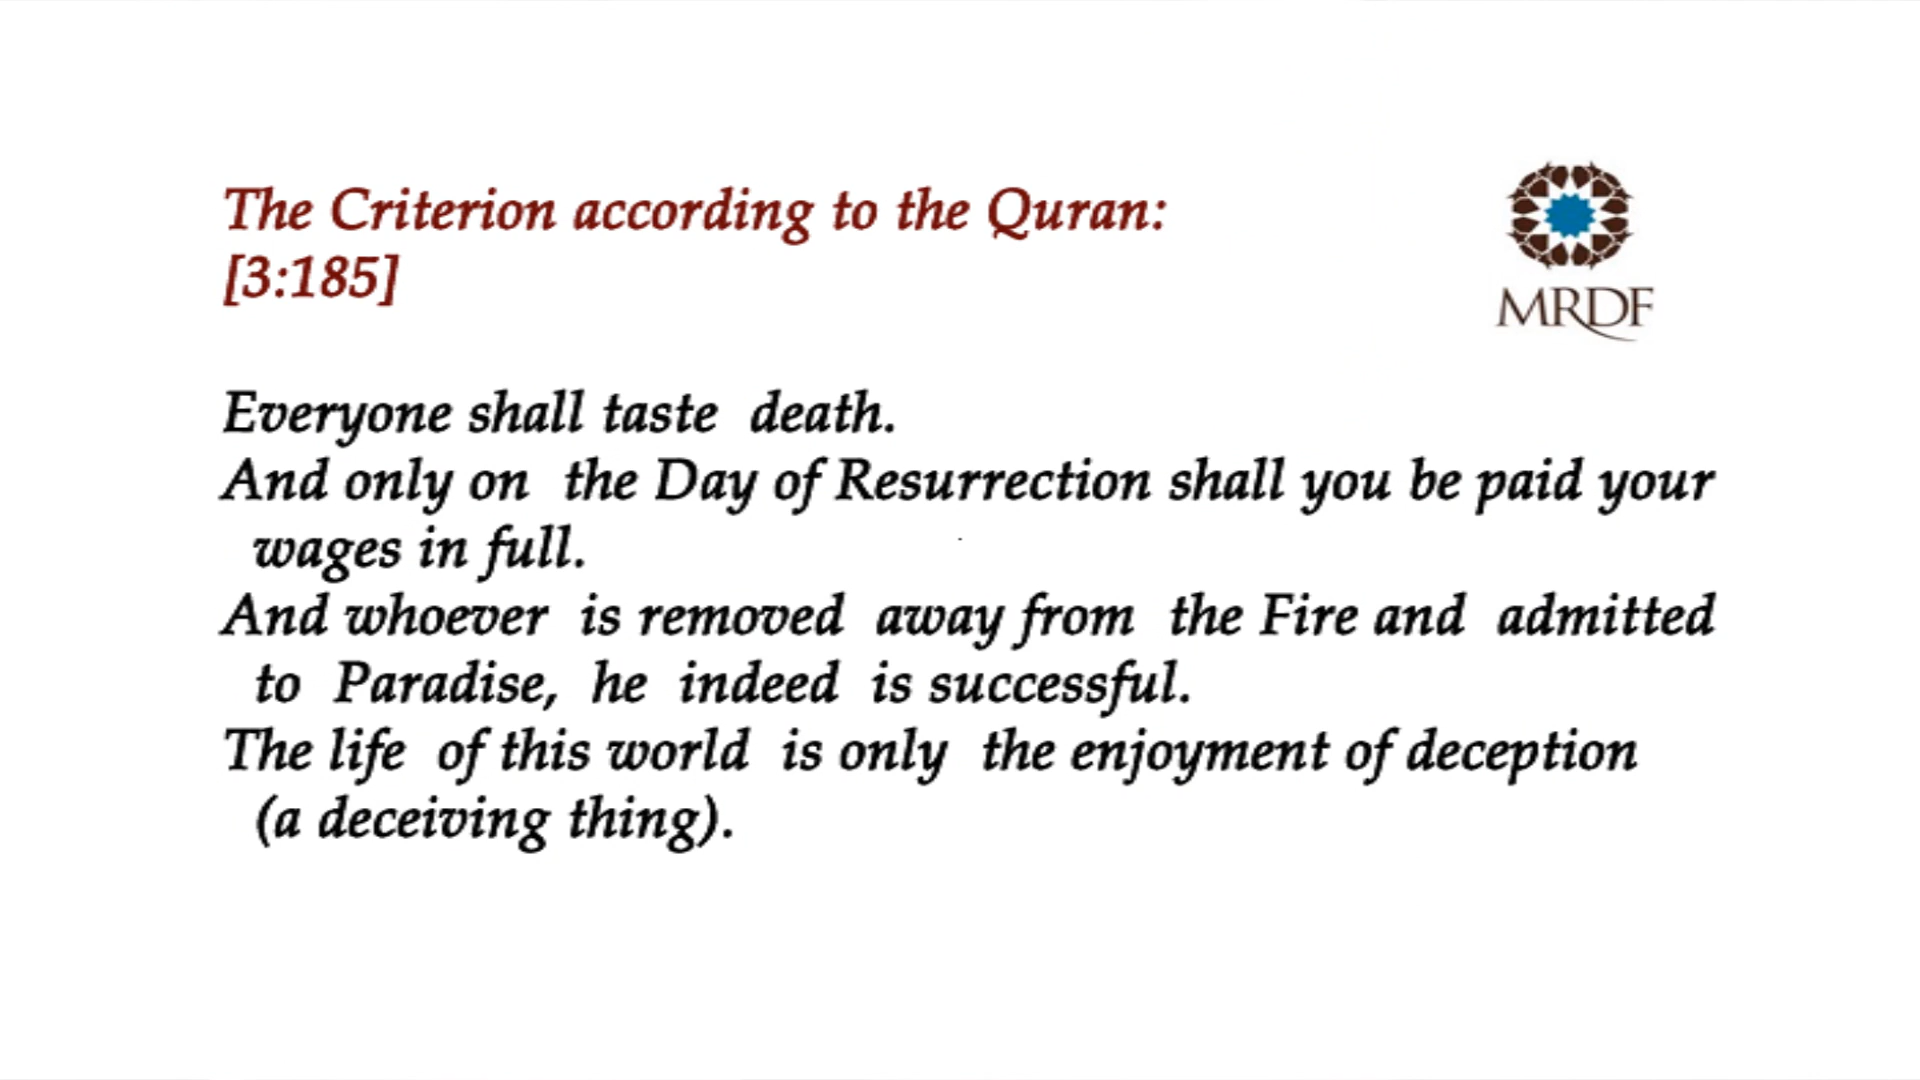 The Criterion according to the Quran:
[3:185]
MRDF
Everyone shall taste death.
And only on the Day of Resurrection shall you be paid your
wages in full.
And whoever is removed away from the Fire and admitted
to Paradise, he indeed is successful.
The life of this world is only the enjoyment of deception
(a deceiving thing).